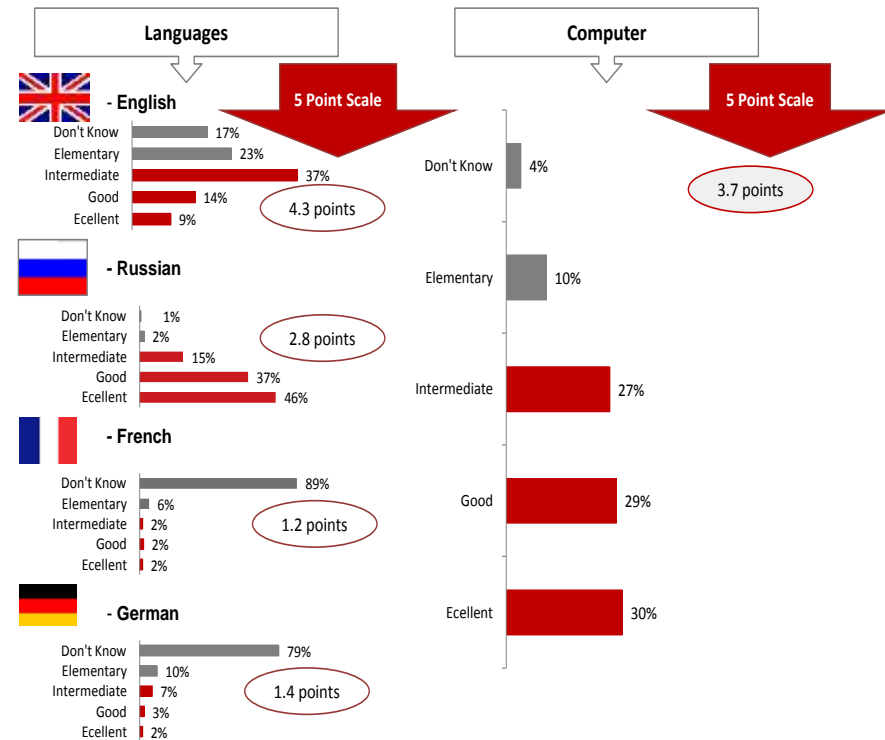 Languages
Computer
5 Point Scale
5 Point Scale
- English
Don't Know 17%
Elementary 23%
Intermediate 37%
Good 14%
Ecellent 9%
4.3 points
- Russian
Don't Know 1%
Elementary 2%
Intermediate 15%
Good 37%
Ecellent 46%
2.8 points
- French
Don't Know 89%
Elementary 6%
Intermediate 2%
Good 2%
Ecellent 2%
1.2 points
- German
Don't Know 79%
Elementary 10%
Intermediate 7%
Good 3%
Ecellent 2%
1.4 points
Don't Know 4%
Elementary 10%
Intermediate 27%
Good 29%
Ecellent 30%
3.7 points